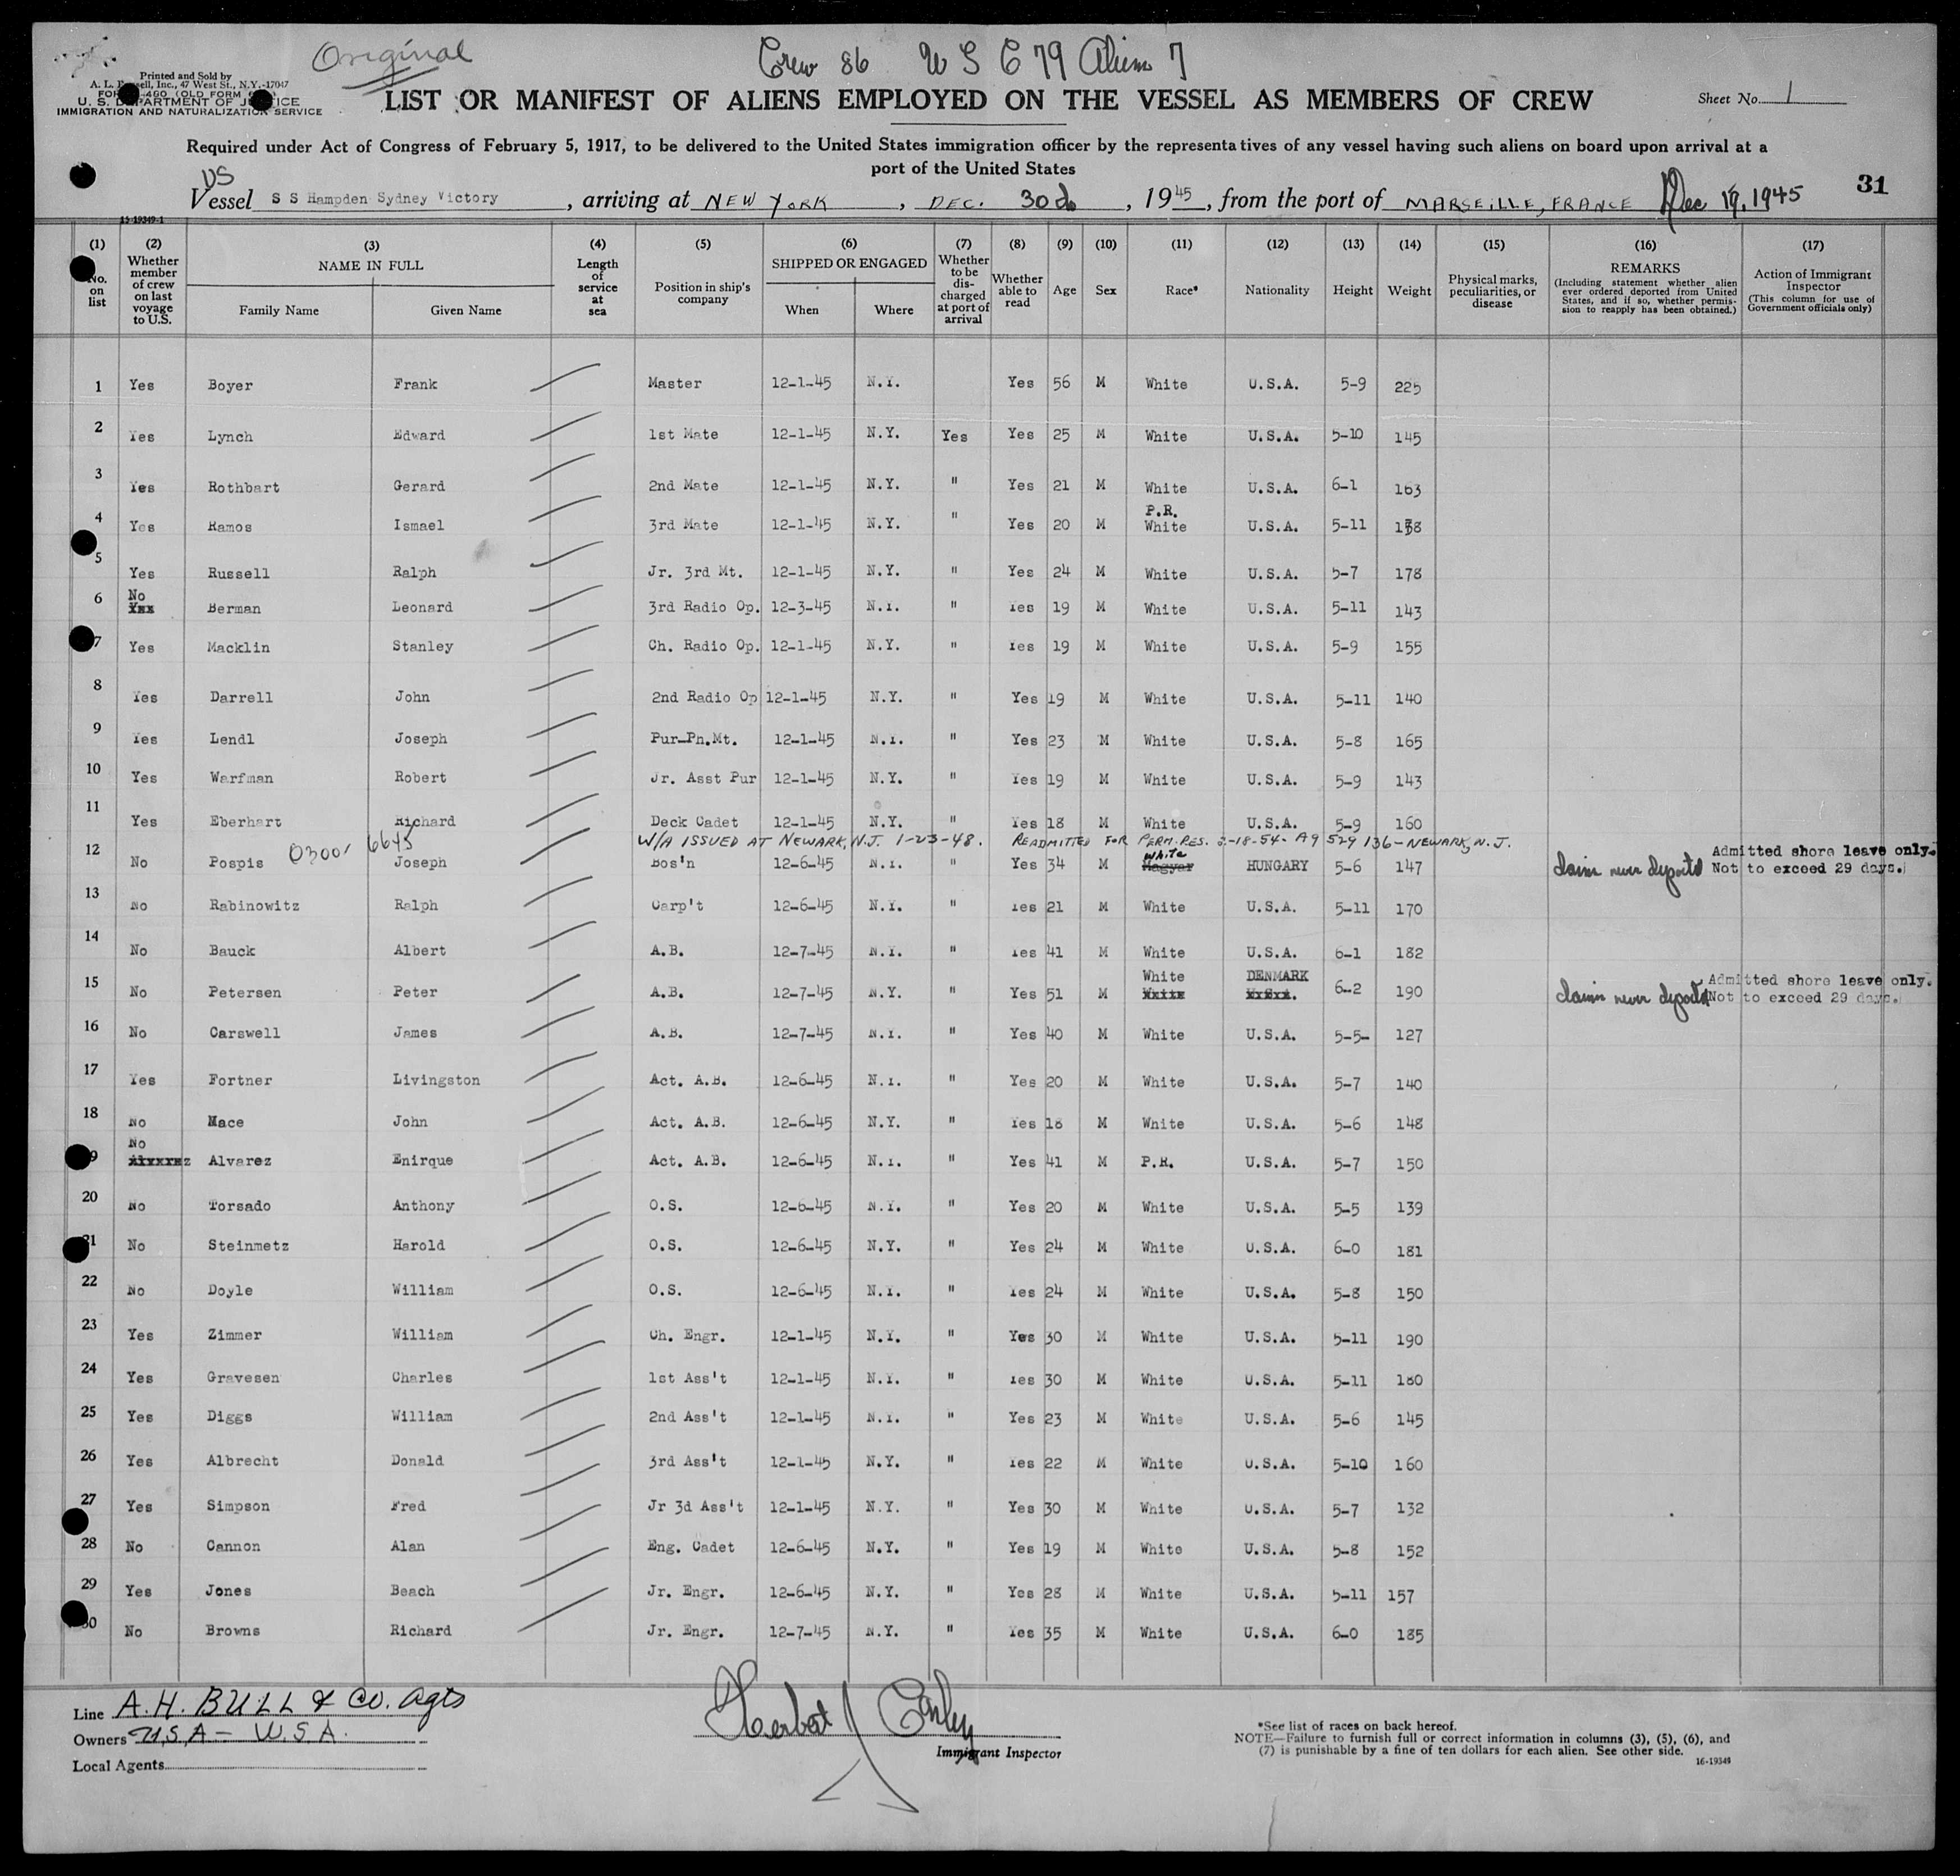 Original
Crew 86 U S C 79 Alien 7
Printed and Sold by
A. L. Inc., 47 West St., N.Y.-17047
U. S. DEPARTMENT OF JUSTICE
IMMIGRATION AND NATURALIZATION SERVICE
LIST OR MANIFEST OF ALIENS EMPLOYED ON THE VESSEL AS MEMBERS OF CREW
Sheet No. 1
Required under Act of Congress of February 5, 1917, to be delivered to the United States immigration officer by the representatives of any vessel having such aliens on board upon arrival at a
port of the United States
US
Vessel S S Hampden Sydney Victory, arriving at NEW YORK, DEC. 30th, 1945, from the port of MARSEILLE, FRANCE Dec 19, 1945
31
(1) No. on list
(2) Whether member of crew on last voyage to U.S.
(3) NAME IN FULL Family Name Given Name
(4) Length of service at sea
(5) Position in ship's company
(6) SHIPPED OR ENGAGED When Where
(7) Whether to be discharged at port of arrival
(8) Whether able to read
(9) Age
(10) Sex
(11) Race*
(12) Nationality
(13) Height
(14) Weight
(15) Physical marks, peculiarities, or disease
(16) REMARKS (Including statement whether alien ever ordered deported from United States, and if so, whether permission to reapply has been obtained.)
(17) Action of Immigrant Inspector (This column for use of Government officials only)
1 Yes Boyer Frank Master 12-1-45 N.Y. Yes 56 M White U.S.A. 5-9 225
2 Yes Lynch Edward 1st Mate 12-1-45 N.Y. Yes Yes 25 M White U.S.A. 5-10 145
3 Yes Rothbart Gerard 2nd Mate 12-1-45 N.Y. " Yes 21 M White U.S.A. 6-1 163
P.R.
4 Yes Ramos Ismael 3rd Mate 12-1-45 N.Y. " Yes 20 M White U.S.A. 5-11
5 Yes Russell Ralph Jr. 3rd Mt. 12-1-45 N.Y. " Yes 24 M White U.S.A. 5-7 178
No
6 Berman Leonard 3rd Radio Op. 12-3-45 N.Y. " Yes 19 M White U.S.A. 5-11 143
7 Yes Macklin Stanley Ch. Radio Op. 12-1-45 N.Y. " Yes 19 M White U.S.A. 5-9 155
8 Yes Darrell John 2nd Radio Op 12-1-45 N.Y. " Yes 19 M White U.S.A. 5-11 140
9 Yes Lendl Joseph Pur-Pn.Mt. 12-1-45 N.Y. " Yes 23 M White U.S.A. 5-8 165
10 Yes Warfman Robert Jr. Asst Pur 12-1-45 N.Y. " Yes 19 M White U.S.A. 5-9 143
11 Yes Eberhart Richard Deck Cadet 12-1-45 N.Y. " Yes 18 M White U.S.A. 5-9 160
0300/ 6645 W/A ISSUED AT NEWARK, N.J. 1-23-48. READMITTED FOR PERM. RES. 2-18-54- A9 529 136-NEWARK, N.J.
White
12 No Pospis Joseph Bos'n 12-6-45 N.Y. " Yes 34 M Magyar HUNGARY 5-6 147 claim never deported Admitted shore leave only. Not to exceed 29 days.
13 No Rabinowitz Ralph Carp't 12-6-45 N.Y. " Yes 21 M White U.S.A. 5-11 170
14 No Bauck Albert A.B. 12-7-45 N.Y. " Yes 41 M White U.S.A. 6-1 182
White DENMARK
15 No Petersen Peter A.B. 12-7-45 N.Y. " Yes 51 M 6-2 190 claim never deported Admitted shore leave only. Not to exceed 29 days.
16 No Carswell James A.B. 12-7-45 N.Y. " Yes 40 M White U.S.A. 5-5- 127
17 Yes Fortner Livingston Act. A.B. 12-6-45 N.Y. " Yes 20 M White U.S.A. 5-7 140
18 No Mace John Act. A.B. 12-6-45 N.Y. " Yes 18 M White U.S.A. 5-6 148
No
19 Alvarez Enirque Act. A.B. 12-6-45 N.Y. " Yes 41 M P.R. U.S.A. 5-7 150
20 No Torsado Anthony O.S. 12-6-45 N.Y. " Yes 20 M White U.S.A. 5-5 139
21 No Steinmetz Harold O.S. 12-6-45 N.Y. " Yes 24 M White U.S.A. 6-0 181
22 No Doyle William O.S. 12-6-45 N.Y. " Yes 24 M White U.S.A. 5-8 150
23 Yes Zimmer William Ch. Engr. 12-1-45 N.Y. " Yes 30 M White U.S.A. 5-11 190
24 Yes Gravesen Charles 1st Ass't 12-1-45 N.Y. " Yes 30 M White U.S.A. 5-11 180
25 Yes Diggs William 2nd Ass't 12-1-45 N.Y. " Yes 23 M White U.S.A. 5-6 145
26 Yes Albrecht Donald 3rd Ass't 12-1-45 N.Y. " Yes 22 M White U.S.A. 5-10 160
27 Yes Simpson Fred Jr 3d Ass't 12-1-45 N.Y. " Yes 30 M White U.S.A. 5-7 132
28 No Cannon Alan Eng. Cadet 12-6-45 N.Y. " Yes 19 M White U.S.A. 5-8 152
29 Yes Jones Beach Jr. Engr. 12-6-45 N.Y. " Yes 28 M White U.S.A. 5-11 157
30 No Browns Richard Jr. Engr. 12-7-45 N.Y. " Yes 35 M White U.S.A. 6-0 185
Line A.H. BULL & Co. Agts
Owners U.S.A - W.S.A.
Local Agents
Herbert J Conley
Immigrant Inspector
*See list of races on back hereof.
NOTE—Failure to furnish full or correct information in columns (3), (5), (6), and
(7) is punishable by a fine of ten dollars for each alien. See other side.
16-19349